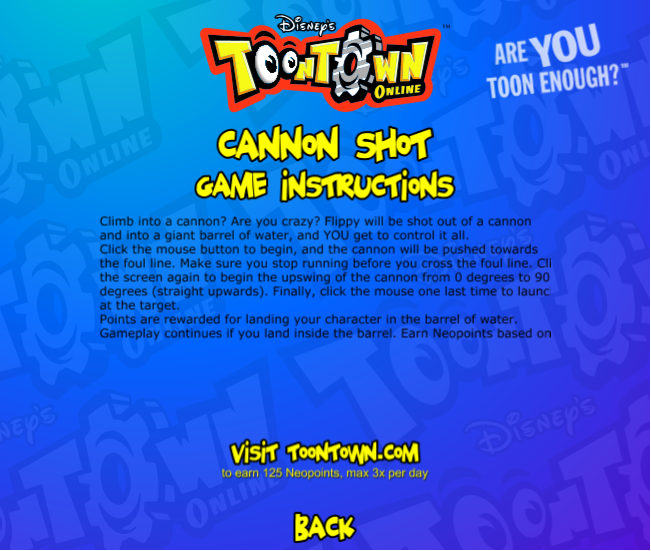 Disney's
TOONTOWN
ONLINE
ARE YOU
TOON ENOUGH?™
CANNON SHOT
GAME INSTRUCTIONS
Climb into a cannon? Are you crazy? Flippy will be shot out of a cannon
and into a giant barrel of water, and YOU get to control it all.
Click the mouse button to begin, and the cannon will be pushed towards
the foul line. Make sure you stop running before you cross the foul line. Cli
the screen again to begin the upswing of the cannon from 0 degrees to 90
degrees (straight upwards). Finally, click the mouse one last time to launc
at the target.
Points are rewarded for landing your character in the barrel of water.
Gameplay continues if you land inside the barrel. Earn Neopoints based on
VISIT TOONTOWN.COM
to earn 125 Neopoints, max 3x per day
BACK